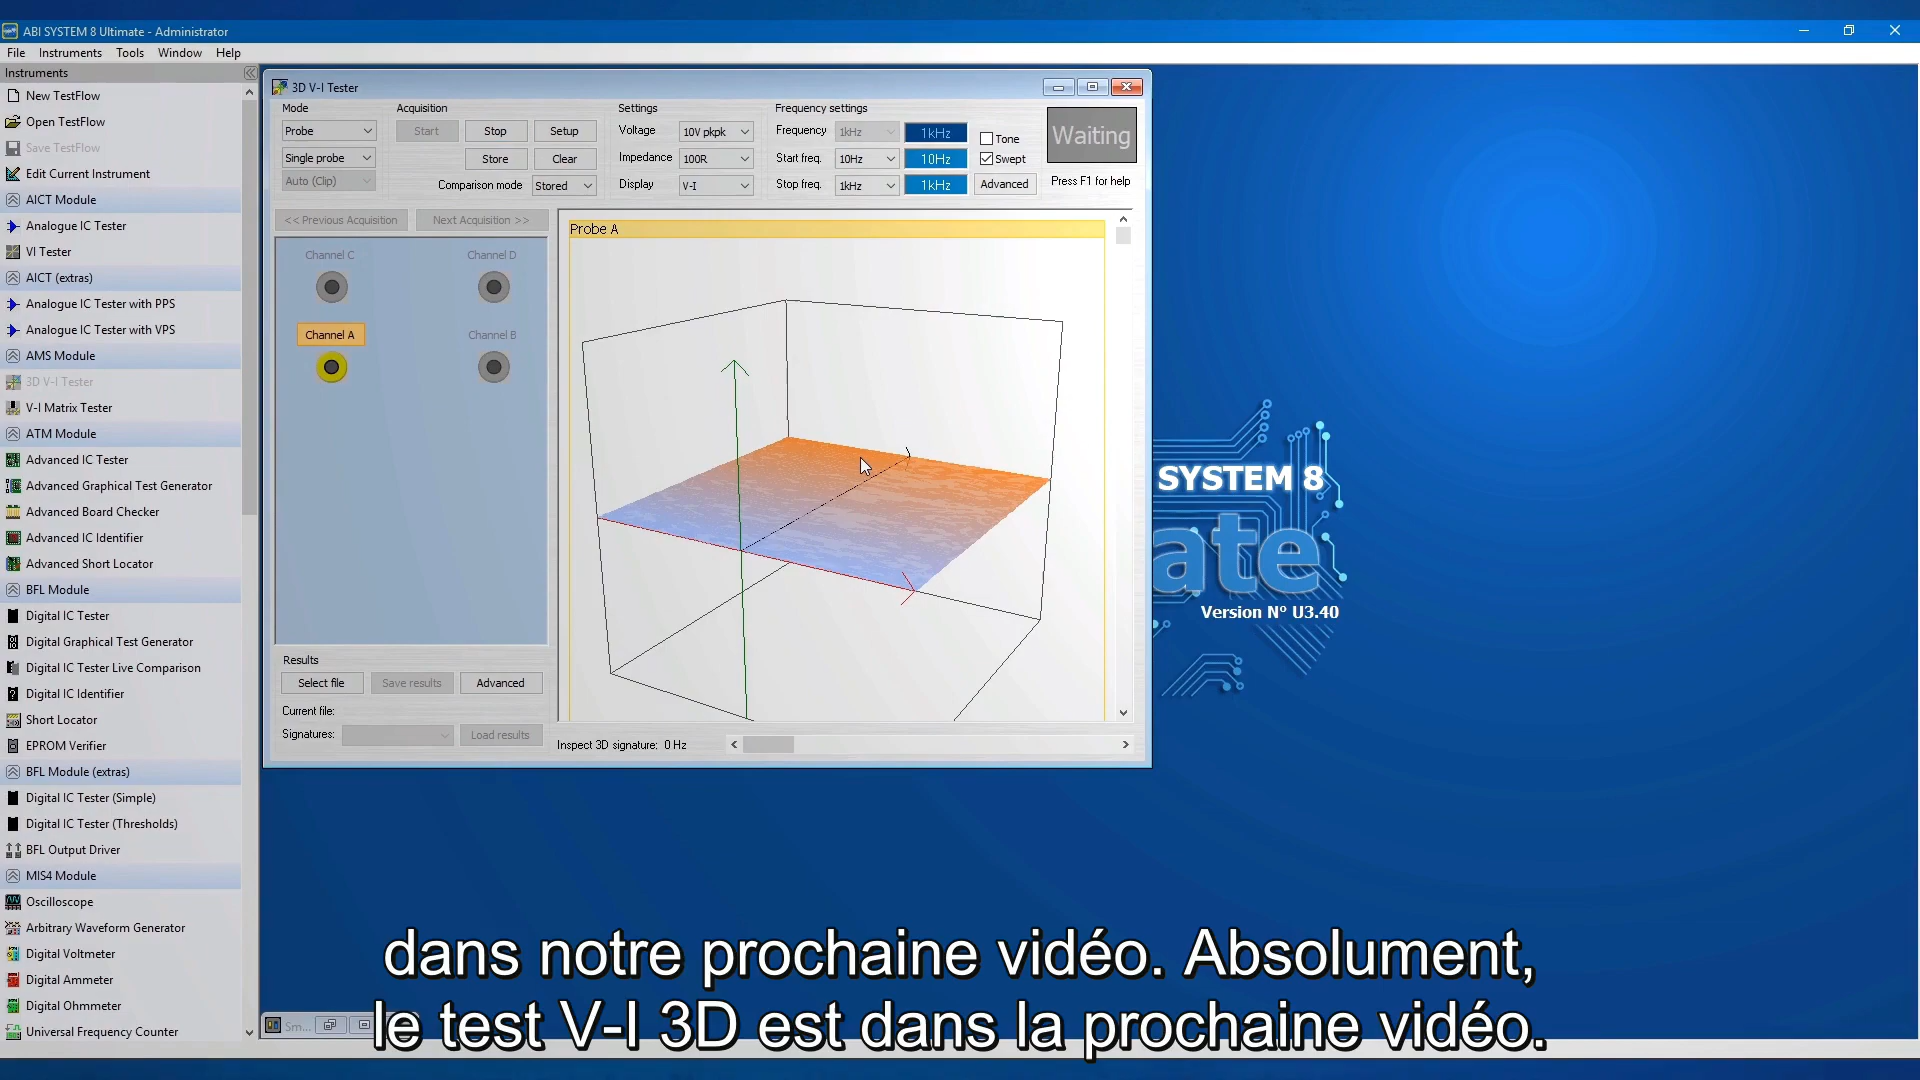 ABI SYSTEM 8 Ultimate - Administrator
File Instruments Tools Window Help
Instruments
New TestFlow
Open TestFlow
Save TestFlow
Edit Current Instrument
AICT Module
Analogue IC Tester
VI Tester
AICT (extras)
Analogue IC Tester with PPS
Analogue IC Tester with VPS
AMS Module
3D V-I Tester
V-I Matrix Tester
ATM Module
Advanced IC Tester
Advanced Graphical Test Generator
Advanced Board Checker
Advanced IC Identifier
Advanced Short Locator
BFL Module
Digital IC Tester
Digital Graphical Test Generator
Digital IC Tester Live Comparison
Digital IC Identifier
Short Locator
EPROM Verifier
BFL Module (extras)
Digital IC Tester (Simple)
Digital IC Tester (Thresholds)
BFL Output Driver
MIS4 Module
Oscilloscope
Arbitrary Waveform Generator
Digital Voltmeter
Digital Ammeter
Digital Ohmmeter
Universal Frequency Counter
3D V-I Tester
Mode Acquisition Settings Frequency settings
Probe Start Stop Setup Voltage 10V pkpk Frequency 1kHz 1kHz Tone Waiting
Single probe Store Clear Impedance 100R Start freq. 10Hz 10Hz Swept
Auto (Clip) Comparison mode Stored Display V-I Stop freq. 1kHz 1kHz Advanced Press F1 for help
<< Previous Acquisition Next Acquisition >>
Probe A
Channel C Channel D
Channel A Channel B
Results
Select file Save results Advanced
Current file:
Signatures: Load results
Inspect 3D signature: 0 Hz
SYSTEM 8
ate
Version Nº U3.40
Sm...
dans notre prochaine vidéo. Absolument,
le test V-I 3D est dans la prochaine vidéo.